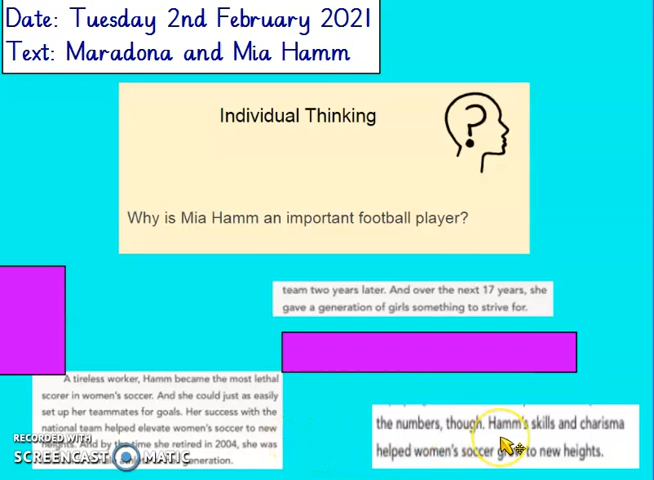 Date: Tuesday 2nd February 2021
Text: Maradona and Mia Hamm
Individual Thinking
?
Why is Mia Hamm an important football player?
team two years later. And over the next 17 years, she
gave a generation of girls something to strive for.
A tireless worker, Hamm became the most lethal
scorer in women's soccer. And she could just as easily
set up her teammates for goals. Her success with the
national team helped elevate women's soccer to new
heights. And by the time she retired in 2004, she was
generation.
the numbers, though. Hamm's skills and charisma
helped women's soccer to new heights.
RECORDED WITH
SCREENCAST MATIC